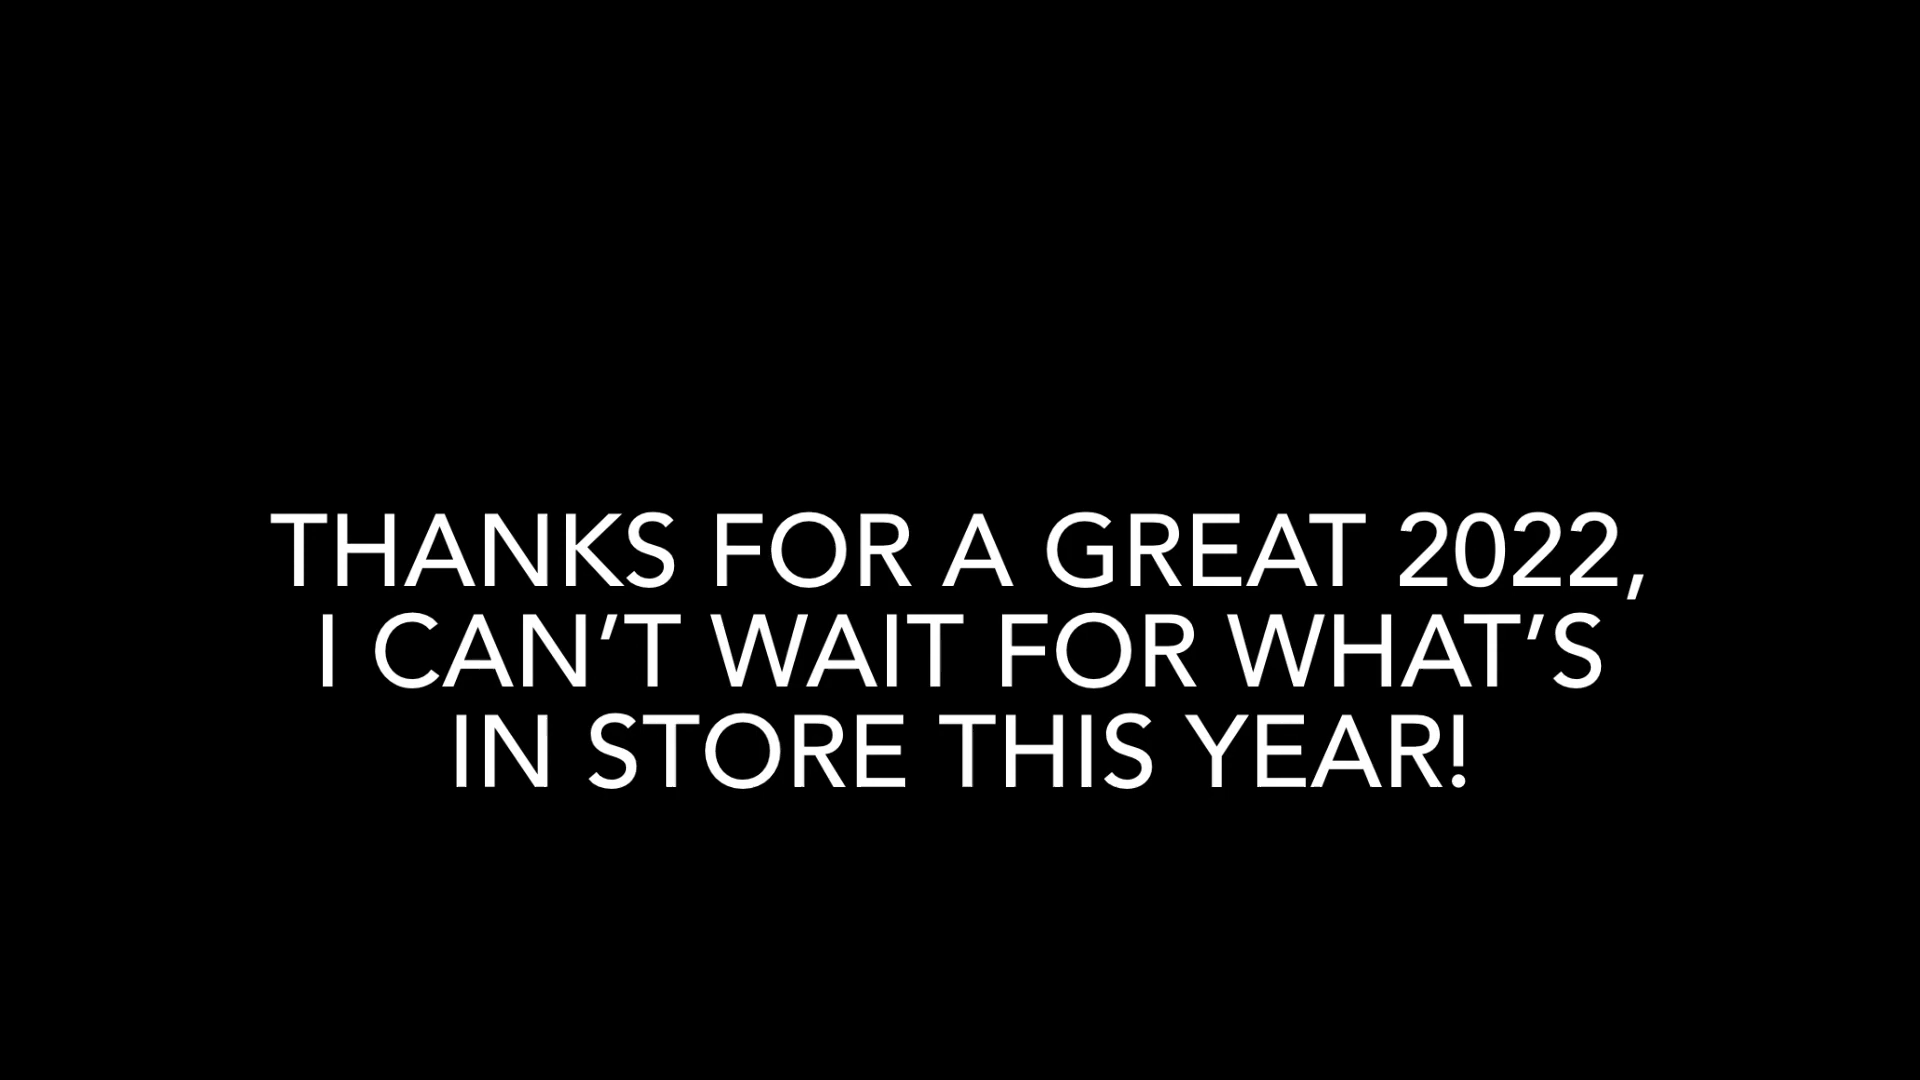 THANKS FOR A GREAT 2022,
I CAN’T WAIT FOR WHAT’S
IN STORE THIS YEAR!